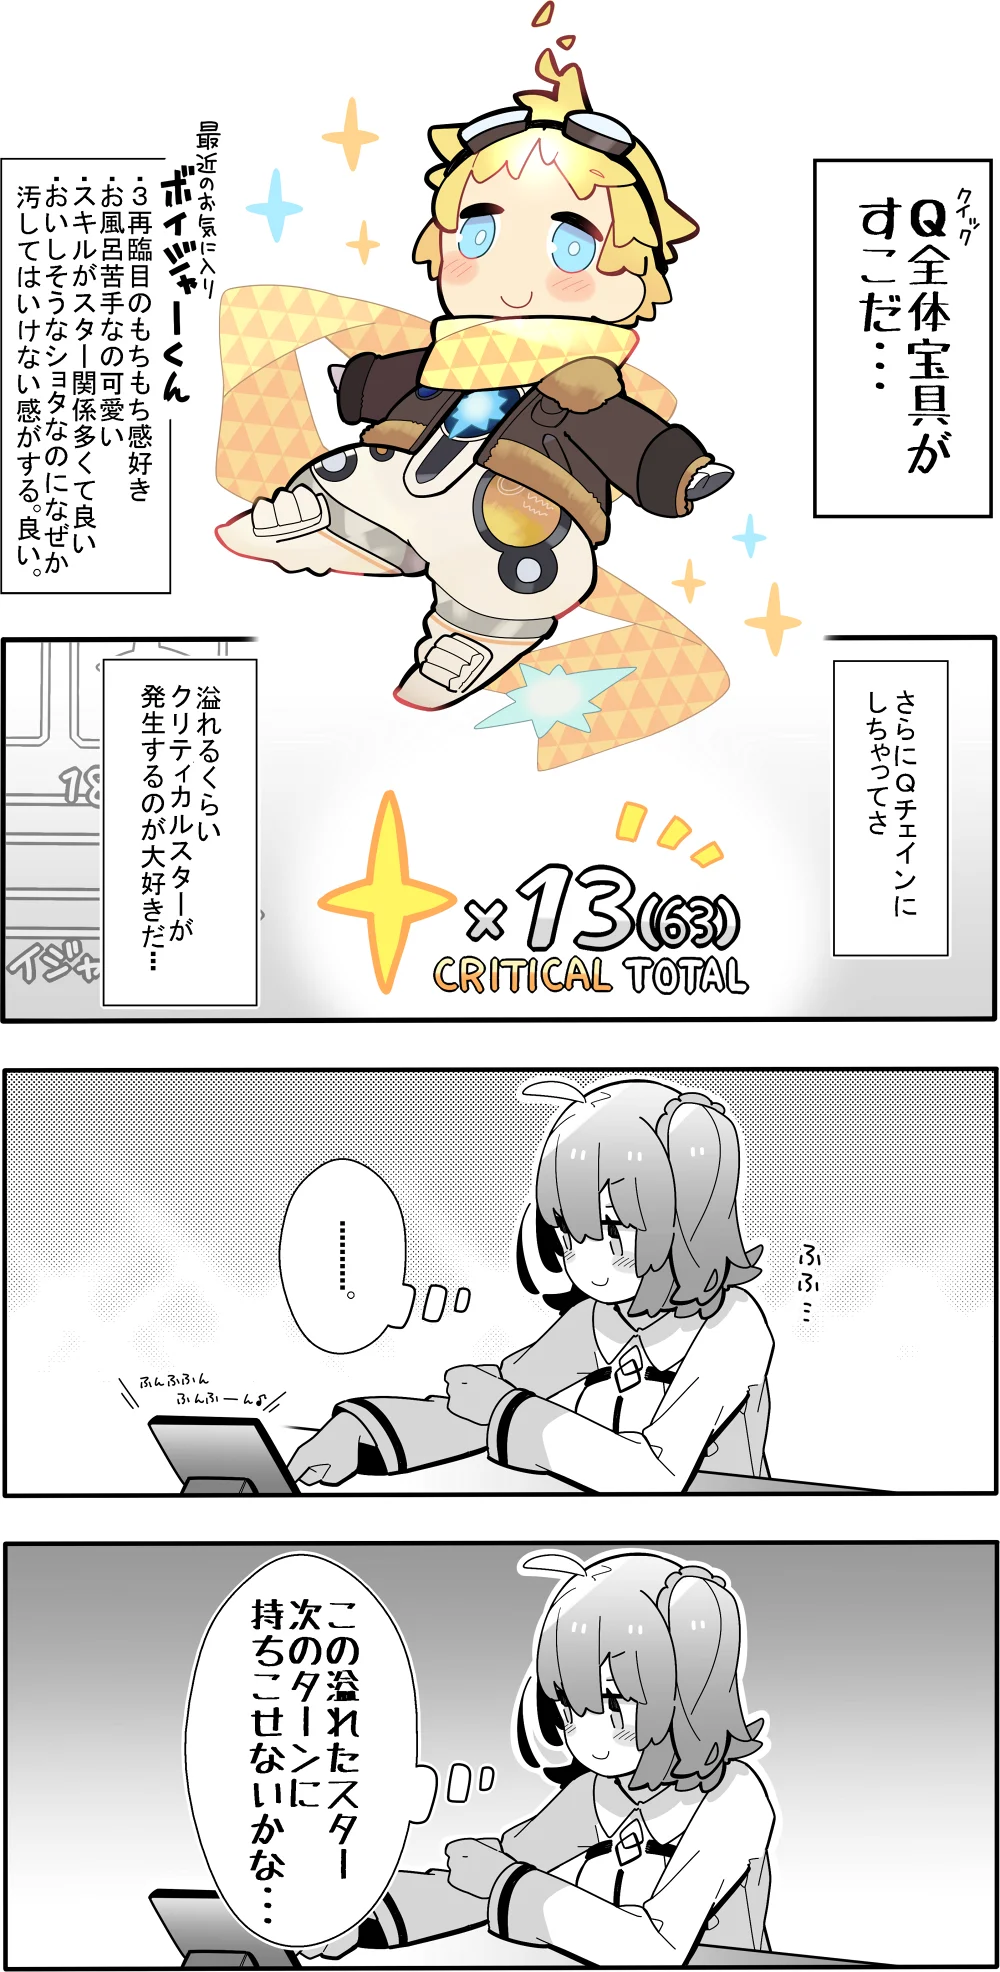 クイック
Q全体宝具が
すこだ…
最近のお気に入り
ボイジャーくん
・3再臨目のもちもち感好き
・お風呂苦手なの可愛い
・スキルがスター関係多くて良い
・おいしそうなショタなのになぜか
汚してはいけない感がする。良い。
さらにQチェインに
しちゃってさ
溢れるくらい
クリティカルスターが
発生するのが大好きだ…
18
イジャ
×13(63)
CRITICAL TOTAL
ふふ…
………。
ふんふふん
ふんふーん♪
この溢れたスター
次のターンに
持ちこせないかな…